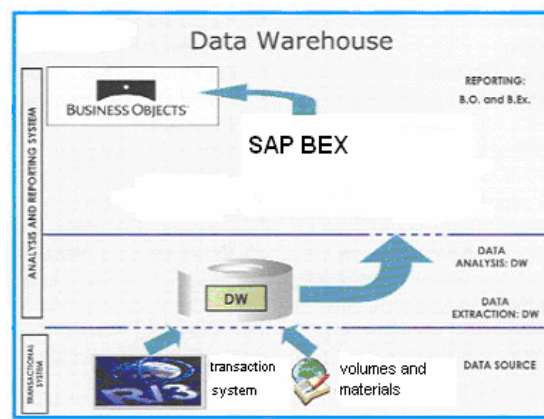 Data Warehouse
BUSINESS OBJECTS
REPORTING:
B.O. and B.Ex.
SAP BEX
ANALYSIS AND REPORTING SYSTEM
DATA
ANALYSIS: DW
DW
DATA
EXTRACTION: DW
TRANSACTIONAL
SYSTEM
R/3
transaction
system
volumes and
materials
DATA SOURCE